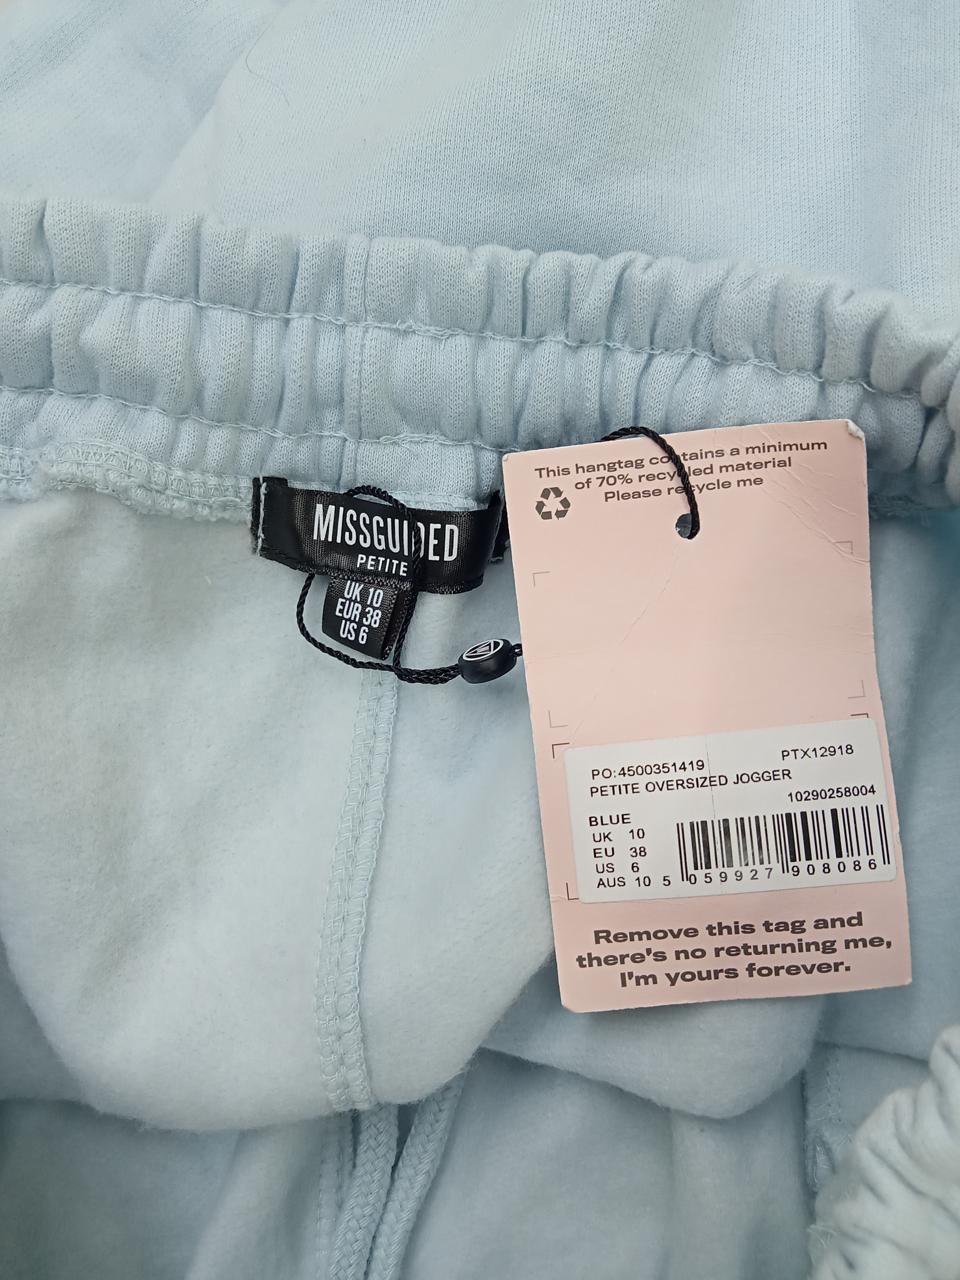 MISSGUIDED
PETITE
UK 10
EUR 38
US 6
This hangtag contains a minimum
of 70% recycled material
Please recycle me
PO:4500351419 PTX12918
PETITE OVERSIZED JOGGER
10290258004
BLUE
UK 10
EU 38
US 6
AUS 10
5 059927 908086
Remove this tag and
there's no returning me,
I'm yours forever.